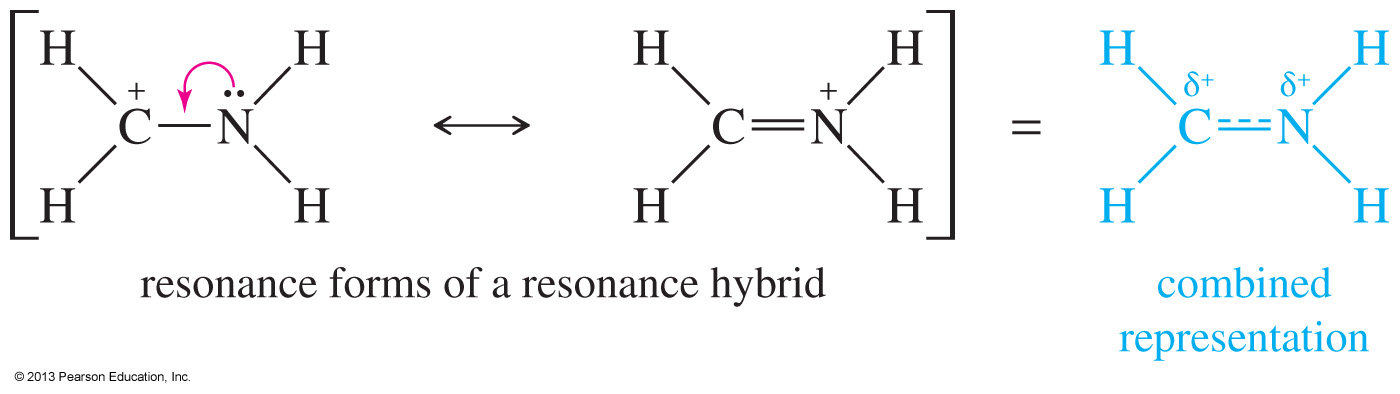 H H H H H H
+ + δ+ δ+
C N C N = C N
H H H H H H
resonance forms of a resonance hybrid
combined
representation
© 2013 Pearson Education, Inc.